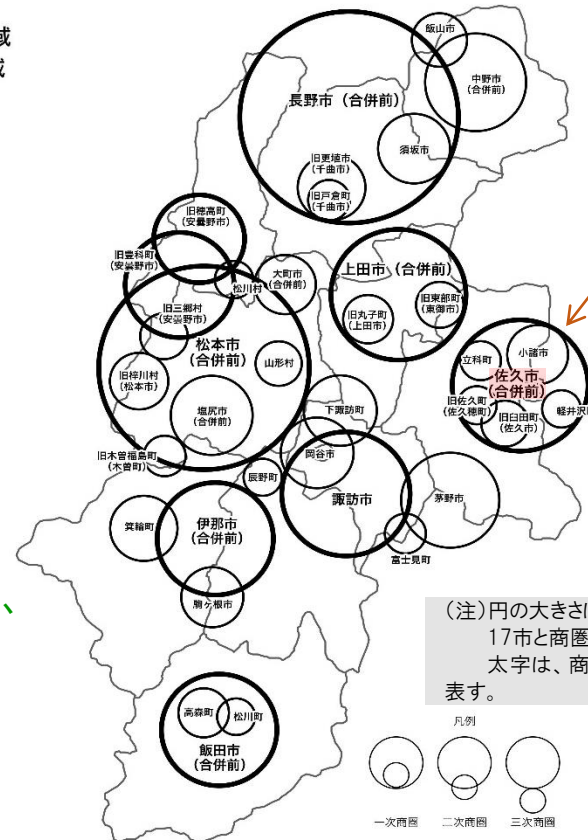 域
域
飯山市
中野市
(合併前)
長野市（合併前）
須坂市
旧更埴市
(千曲市)
旧戸倉町
(千曲市)
旧穂高町
(安曇野市)
旧豊科町
(安曇野市)
松川村
大町市
(合併前)
上田市（合併前）
旧東部町
(東御市)
旧丸子町
(上田市)
旧三郷村
(安曇野市)
松本市
(合併前)
山形村
旧梓川村
(松本市)
塩尻市
(合併前)
小諸市
立科町
佐久市
(合併前)
旧佐久町
(佐久穂町)
旧臼田町
(佐久市)
軽井沢
下諏訪町
岡谷市
旧木曽福島町
(木曽町)
辰野町
諏訪市
茅野市
富士見町
伊那市
(合併前)
箕輪町
駒ヶ根市
高森町
松川町
飯田市
(合併前)
、
（注）円の大きさ
17市と商圏
太字は、商
表す。
凡例
一次商圏
二次商圏
三次商圏